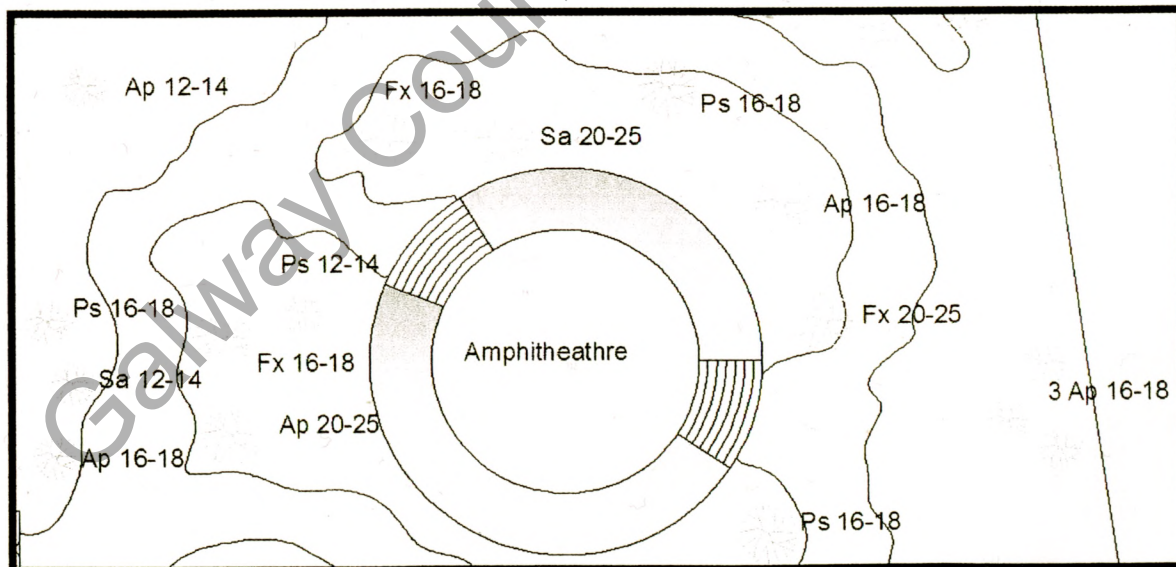 Ap 12-14
Fx 16-18
Ps 16-18
Sa 20-25
Ap 16-18
Ps 12-14
Ps 16-18
Fx 20-25
Fx 16-18
Amphitheathre
Sa 12-14
3 Ap 16-18
Ap 20-25
Ap 16-18
Ps 16-18
Galway Coun